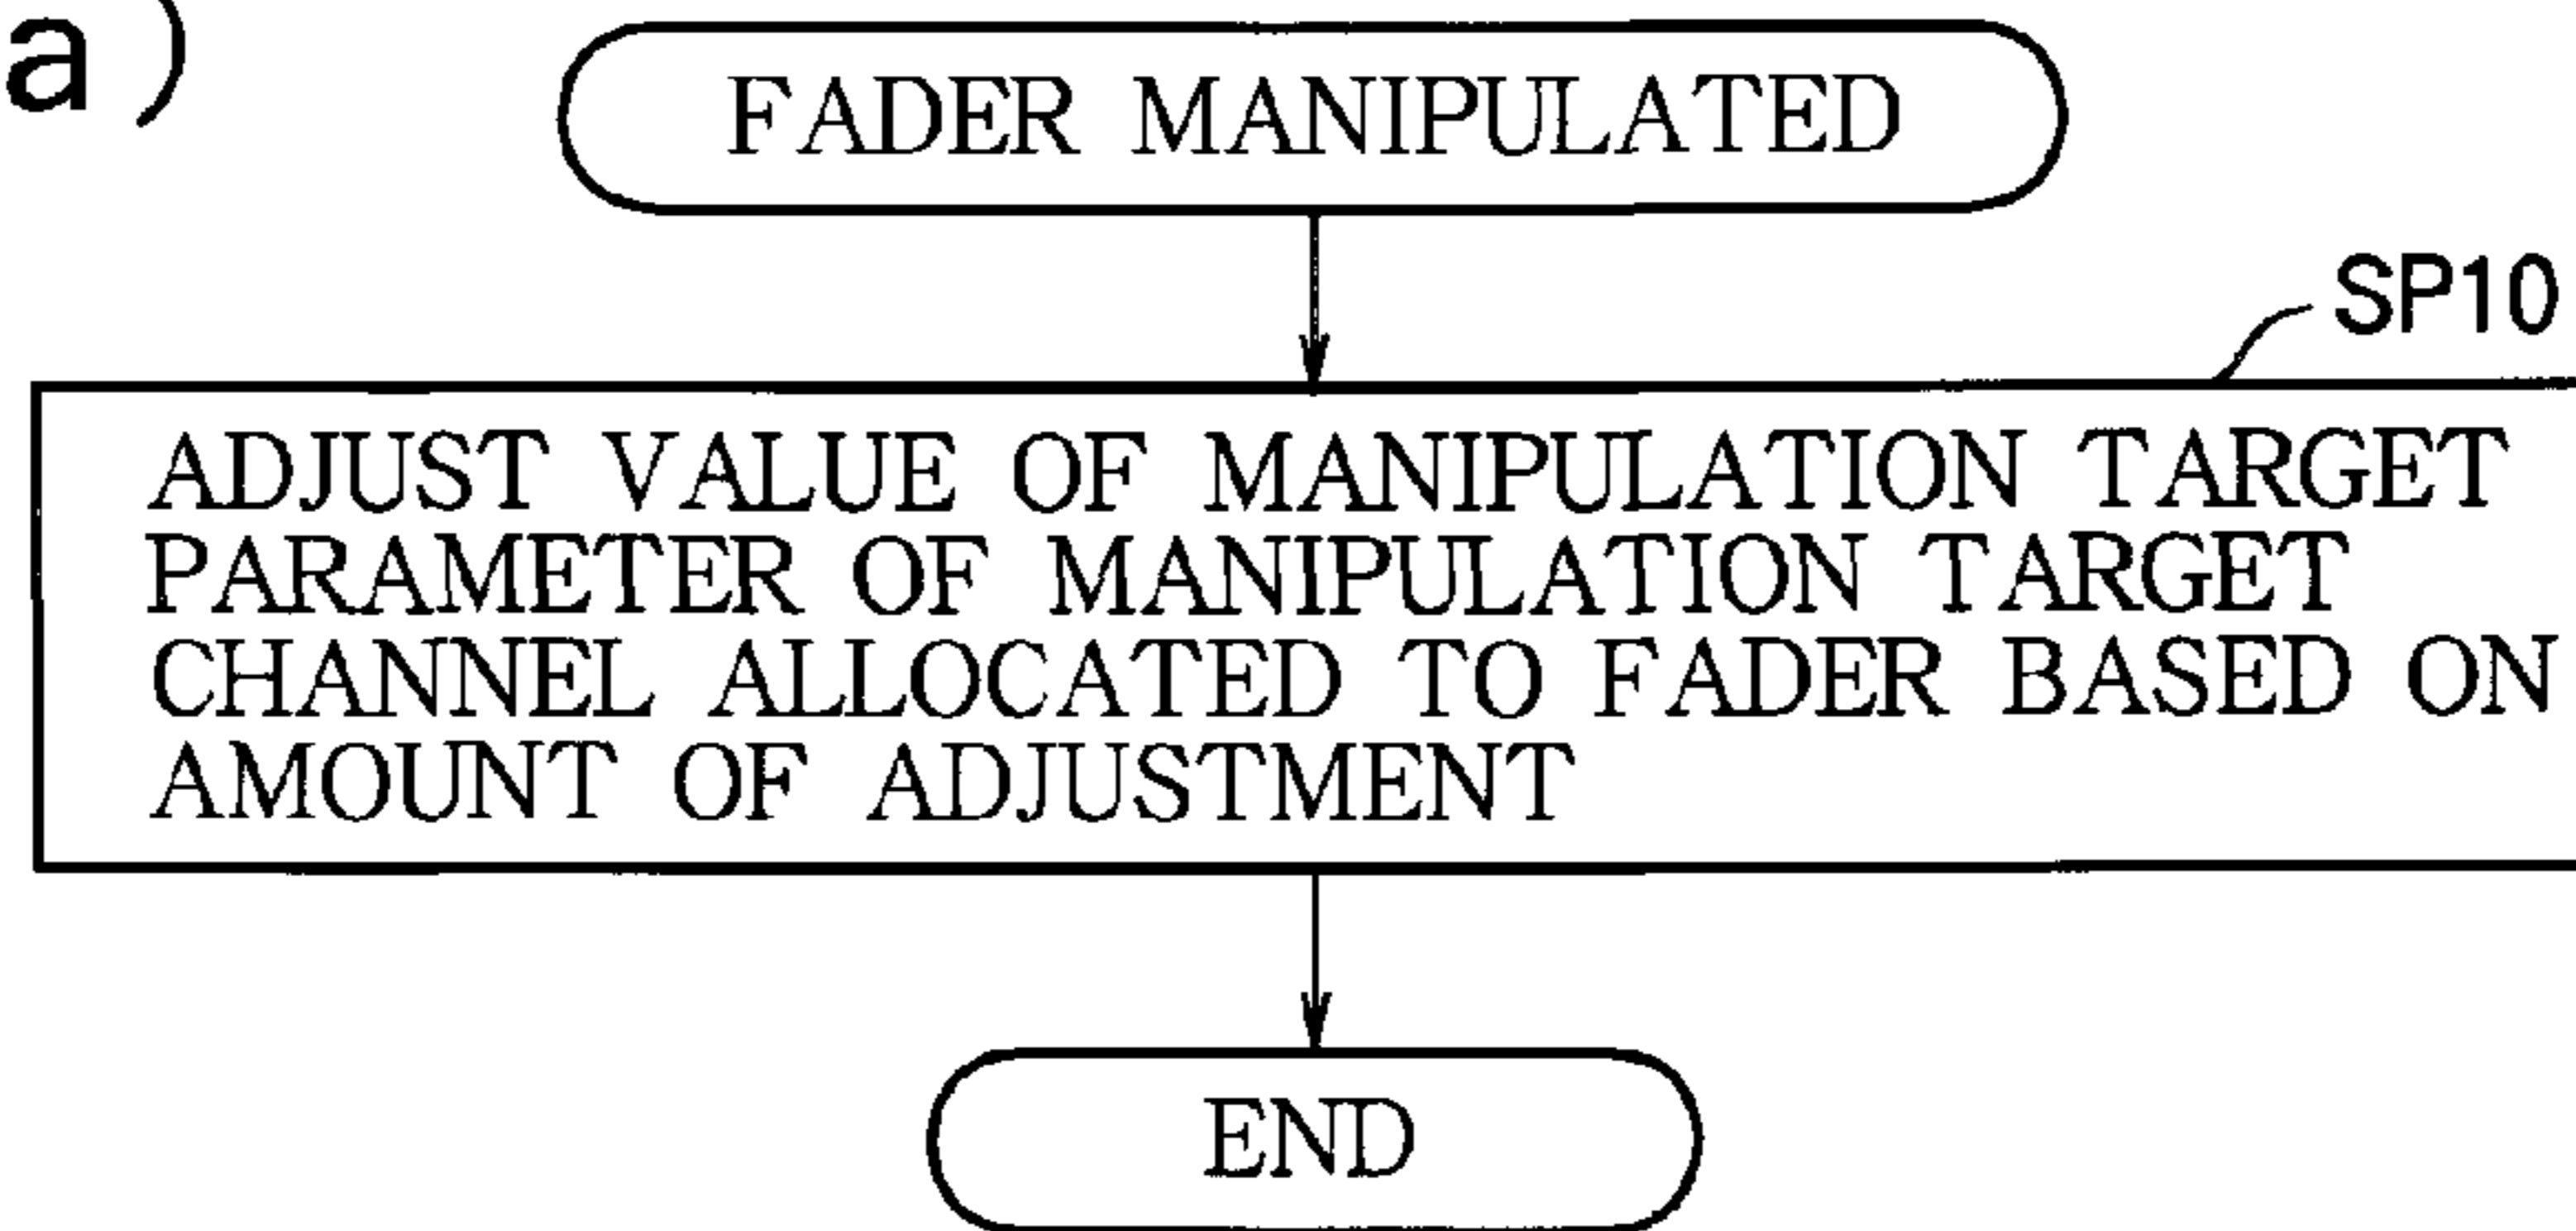 a)
FADER MANIPULATED
SP10
ADJUST VALUE OF MANIPULATION TARGET
PARAMETER OF MANIPULATION TARGET
CHANNEL ALLOCATED TO FADER BASED ON
AMOUNT OF ADJUSTMENT
END